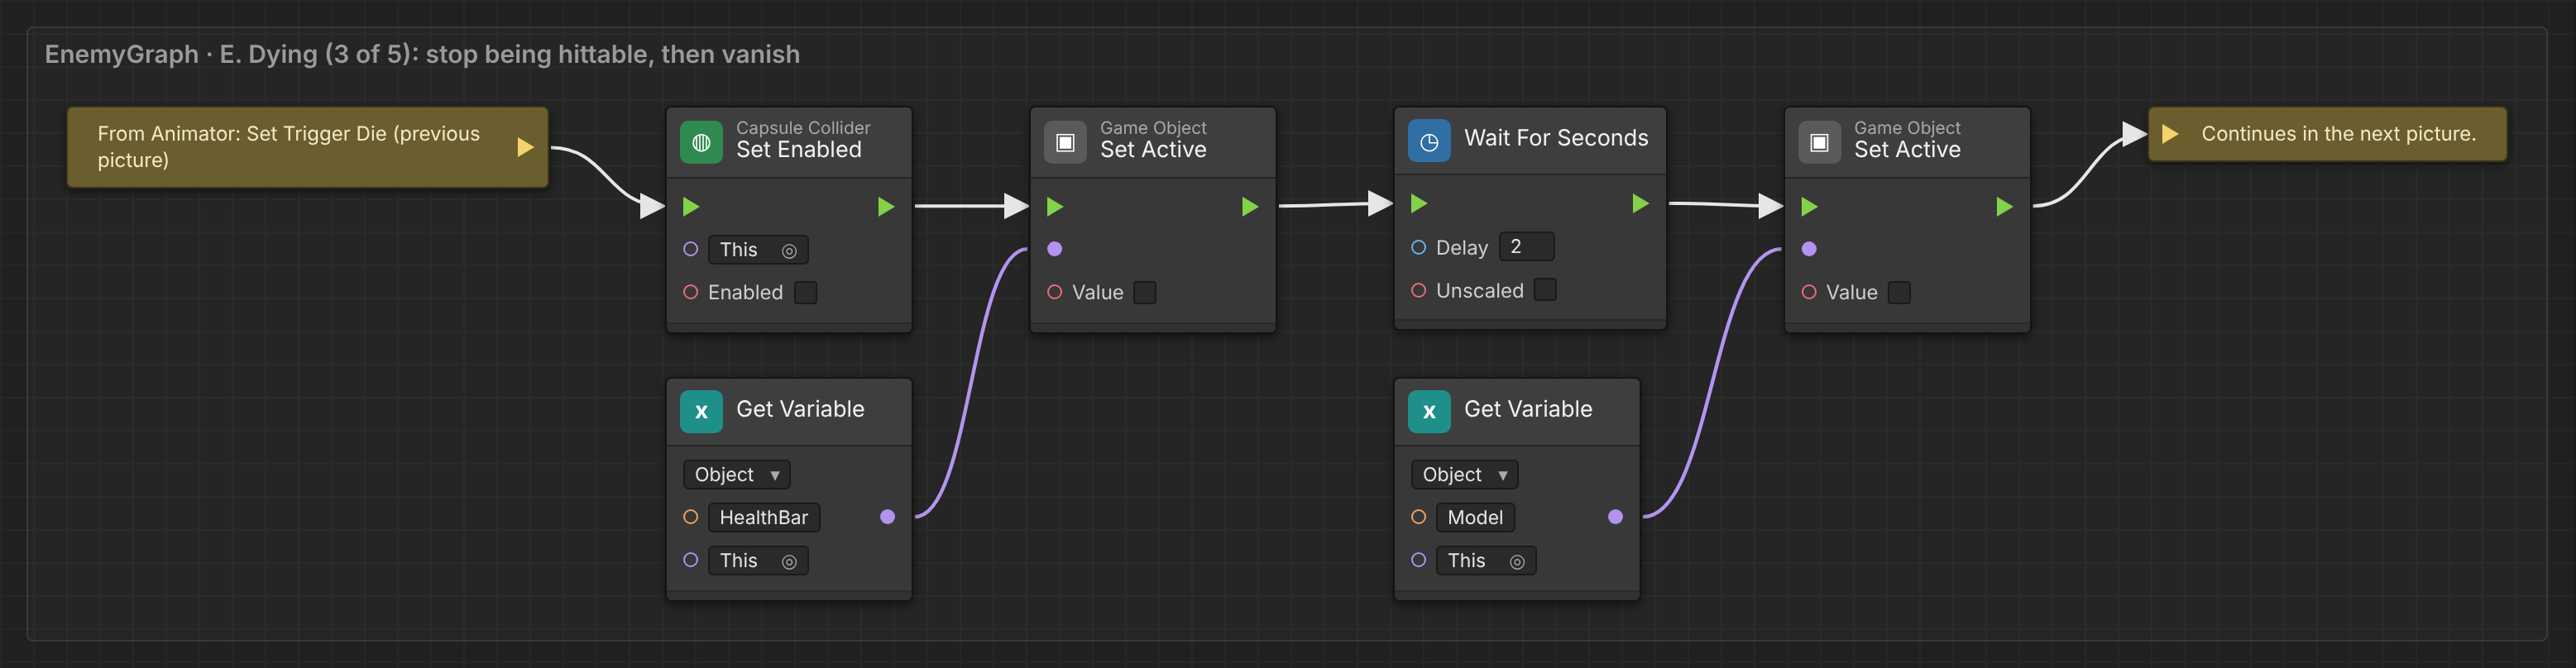 EnemyGraph · E. Dying (3 of 5): stop being hittable, then vanish
From Animator: Set Trigger Die (previous
picture)
Capsule Collider
Set Enabled
This
Enabled
Game Object
Set Active
Value
Wait For Seconds
Delay 2
Unscaled
Game Object
Set Active
Value
Continues in the next picture.
x Get Variable
Object
HealthBar
This
x Get Variable
Object
Model
This